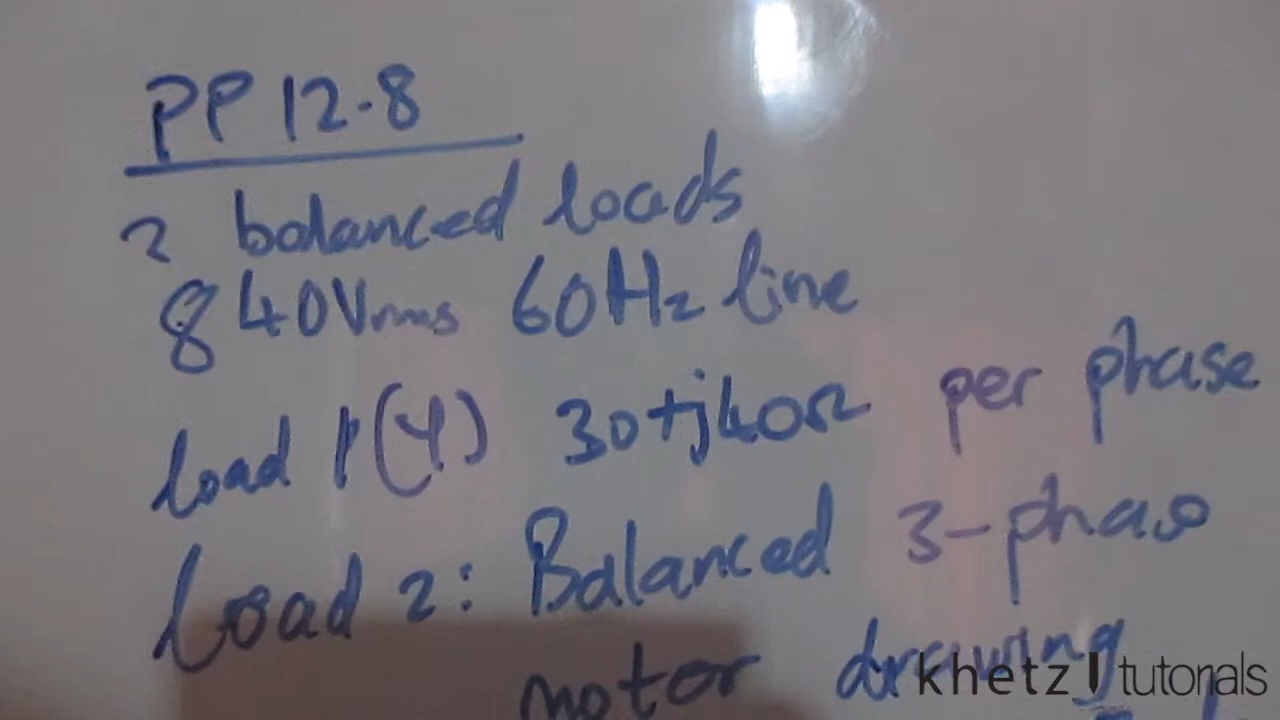 PP 12.8
2 balanced loads
840Vrms 60Hz line
load 1(Y) 30+j40Ω per phase
Load 2: Balanced 3-phase
motor drawing
khetz tutorials